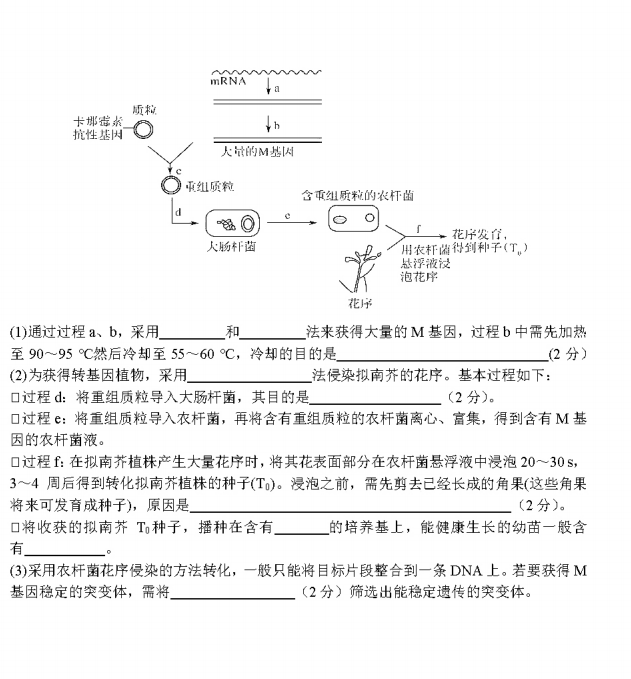 mRNA
a
质粒
卡那霉素
抗性基因
b
大量的M基因
c
重组质粒
含重组质粒的农杆菌
d
e
f
大肠杆菌
花序发育,
用农杆菌得到种子(T₀)
悬浮液浸
泡花序
花序
(1)通过过程 a、b,采用________和________法来获得大量的 M 基因,过程 b 中需先加热
至 90～95 ℃然后冷却至 55～60 ℃,冷却的目的是__________________________(2 分)
(2)为获得转基因植物,采用________________法侵染拟南芥的花序。基本过程如下:
□过程 d:将重组质粒导入大肠杆菌,其目的是________________(2 分)。
□过程 e:将重组质粒导入农杆菌,再将含有重组质粒的农杆菌离心、富集,得到含有 M 基
因的农杆菌液。
□过程 f:在拟南芥植株产生大量花序时,将其花表面部分在农杆菌悬浮液中浸泡 20～30 s,
3～4 周后得到转化拟南芥植株的种子(T₀)。浸泡之前,需先剪去已经长成的角果(这些角果
将来可发育成种子),原因是________________________________________(2 分)。
□将收获的拟南芥 T₀种子,播种在含有_______的培养基上,能健康生长的幼苗一般含
有__________。
(3)采用农杆菌花序侵染的方法转化,一般只能将目标片段整合到一条 DNA 上。若要获得 M
基因稳定的突变体,需将________________(2 分)筛选出能稳定遗传的突变体。